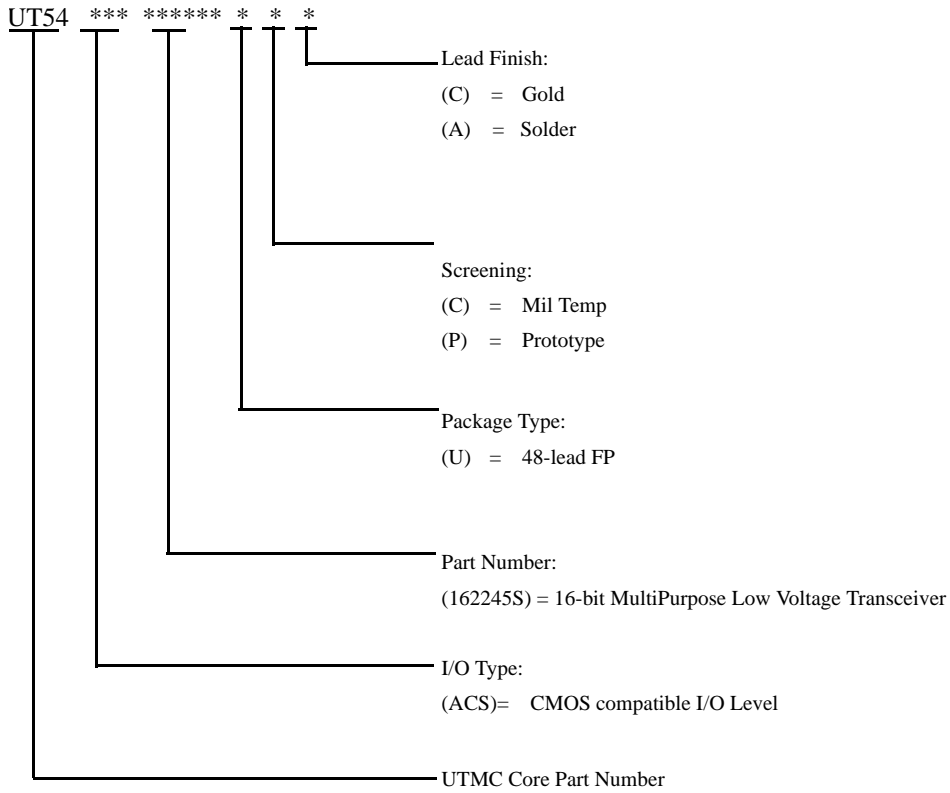 UT54 *** ********* * * *
Lead Finish:
(C) = Gold
(A) = Solder
Screening:
(C) = Mil Temp
(P) = Prototype
Package Type:
(U) = 48-lead FP
Part Number:
(162245S) = 16-bit MultiPurpose Low Voltage Transceiver
I/O Type:
(ACS)= CMOS compatible I/O Level
UTMC Core Part Number